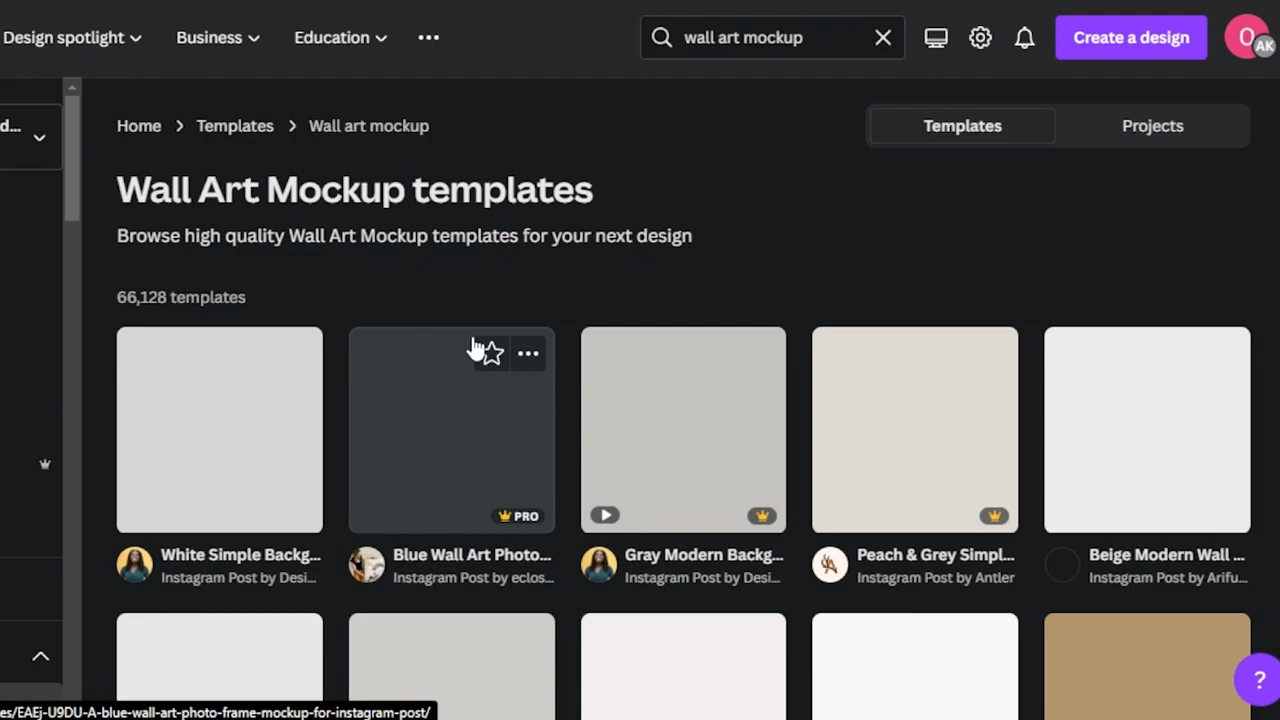 Design spotlight
Business
Education
wall art mockup
Create a design
O
AK
d...
Home > Templates > Wall art mockup
Templates
Projects
Wall Art Mockup templates
Browse high quality Wall Art Mockup templates for your next design
66,128 templates
PRO
White Simple Backg...
Instagram Post by Desi...
Blue Wall Art Photo...
Instagram Post by eclos...
Gray Modern Backg...
Instagram Post by Desi...
Peach & Grey Simpl...
Instagram Post by Antler
Beige Modern Wall ...
Instagram Post by Arifu...
?
es/EAEj-U9DU-A-blue-wall-art-photo-frame-mockup-for-instagram-post/